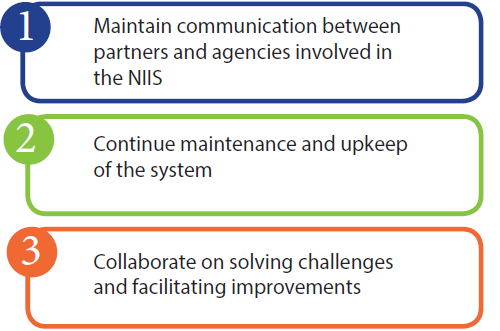 1
Maintain communication between
partners and agencies involved in
the NIIS
2
Continue maintenance and upkeep
of the system
3
Collaborate on solving challenges
and facilitating improvements